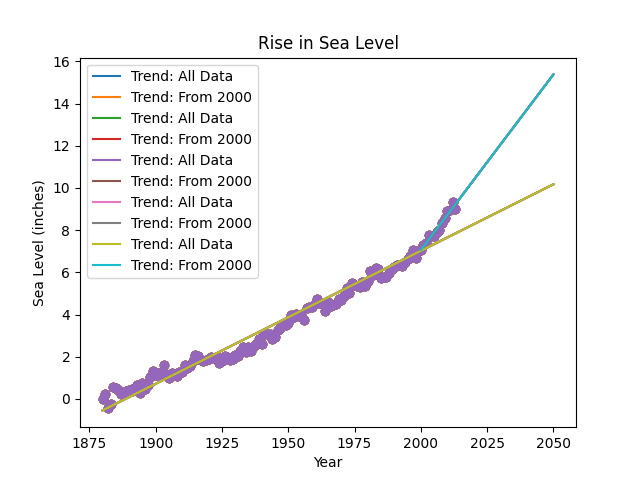 Rise in Sea Level
16
14
12
10
8
6
4
2
0
Sea Level (inches)
Trend: All Data
Trend: From 2000
Trend: All Data
Trend: From 2000
Trend: All Data
Trend: From 2000
Trend: All Data
Trend: From 2000
Trend: All Data
Trend: From 2000
1875 1900 1925 1950 1975 2000 2025 2050
Year